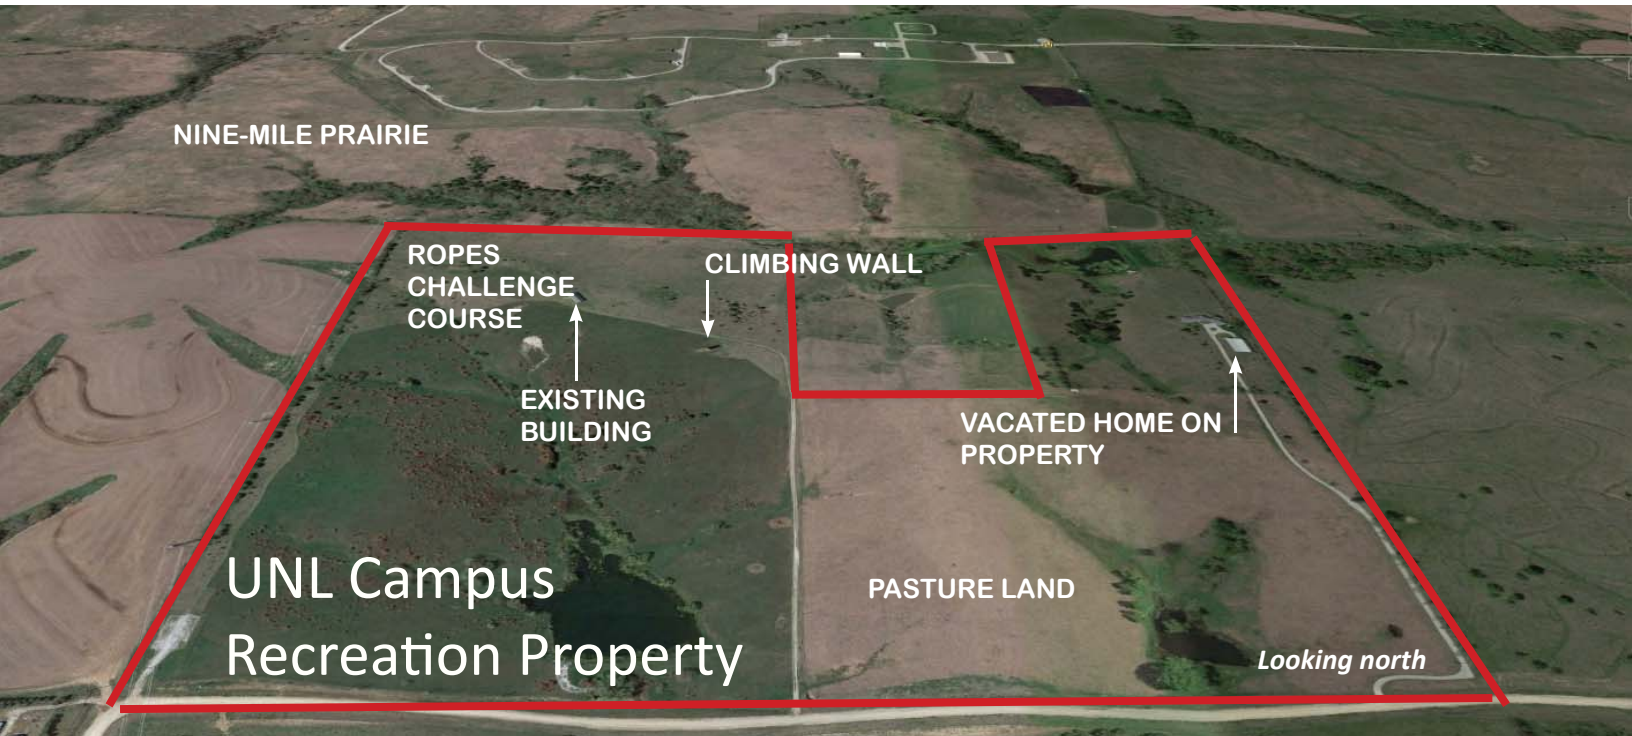 NINE-MILE PRAIRIE
ROPES
CHALLENGE
COURSE
CLIMBING WALL
EXISTING
BUILDING
VACATED HOME ON
PROPERTY
PASTURE LAND
UNL Campus
Recreation Property
Looking north